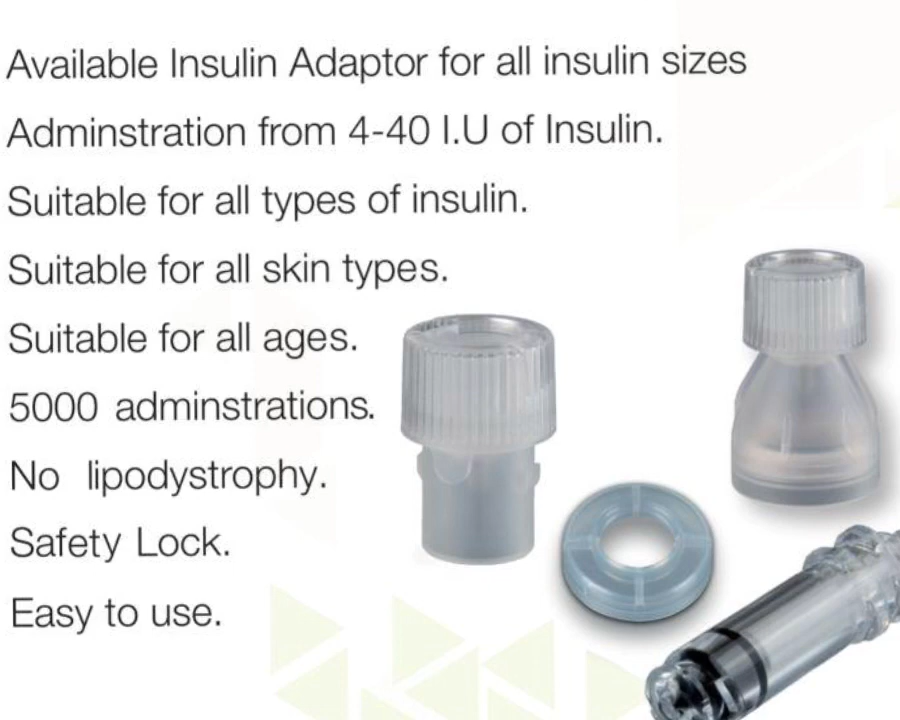 Available Insulin Adaptor for all insulin sizes
Adminstration from 4-40 I.U of Insulin.
Suitable for all types of insulin.
Suitable for all skin types.
Suitable for all ages.
5000 adminstrations.
No lipodystrophy.
Safety Lock.
Easy to use.